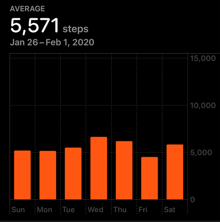 AVERAGE
5,571 steps
Jan 26 – Feb 1, 2020
15,000
10,000
5,000
0
Sun Mon Tue Wed Thu Fri Sat